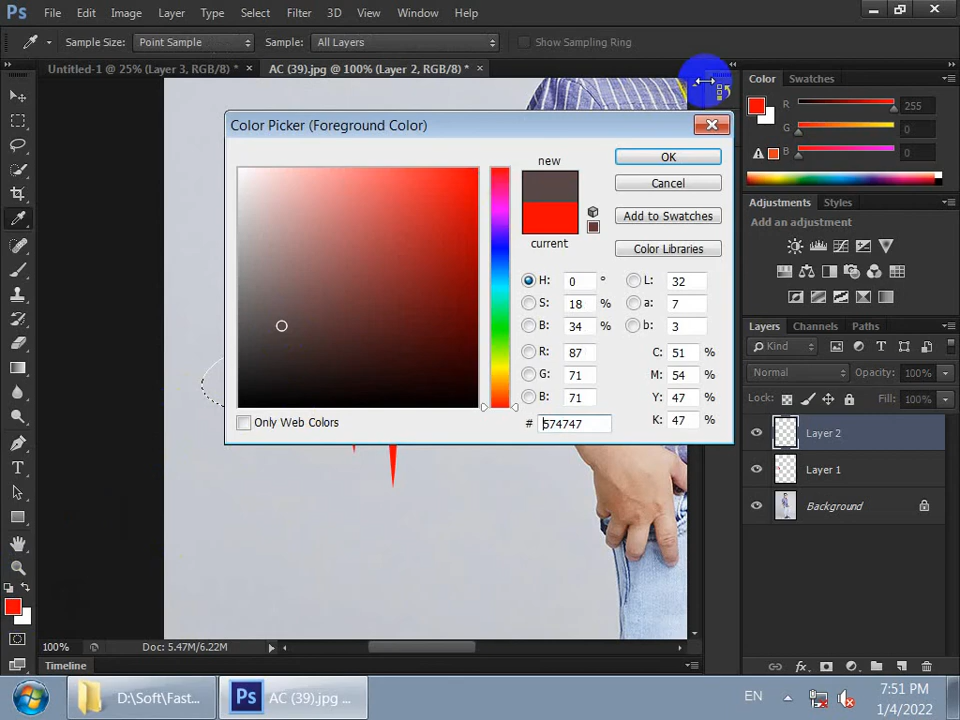 Ps File Edit Image Layer Type Select Filter 3D View Window Help
Sample Size: Point Sample Sample: All Layers Show Sampling Ring
Untitled-1 @ 25% (Layer 3, RGB/8) * × AC (39).jpg @ 100% (Layer 2, RGB/8) * ×
Color Swatches
R 255
G 0
B 0
Color Picker (Foreground Color)
new
current
OK
Cancel
Add to Swatches
Color Libraries
H: 0 ° L: 32
S: 18 % a: 7
B: 34 % b: 3
R: 87 C: 51 %
G: 71 M: 54 %
B: 71 Y: 47 %
# 574747 K: 47 %
Only Web Colors
Adjustments Styles
Add an adjustment
Layers Channels Paths
Kind
Normal Opacity: 100%
Lock: Fill: 100%
Layer 2
Layer 1
Background
100% Doc: 5.47M/6.22M
Timeline
D:\Soft\Fast... Ps AC (39).jpg ... EN 7:51 PM
1/4/2022